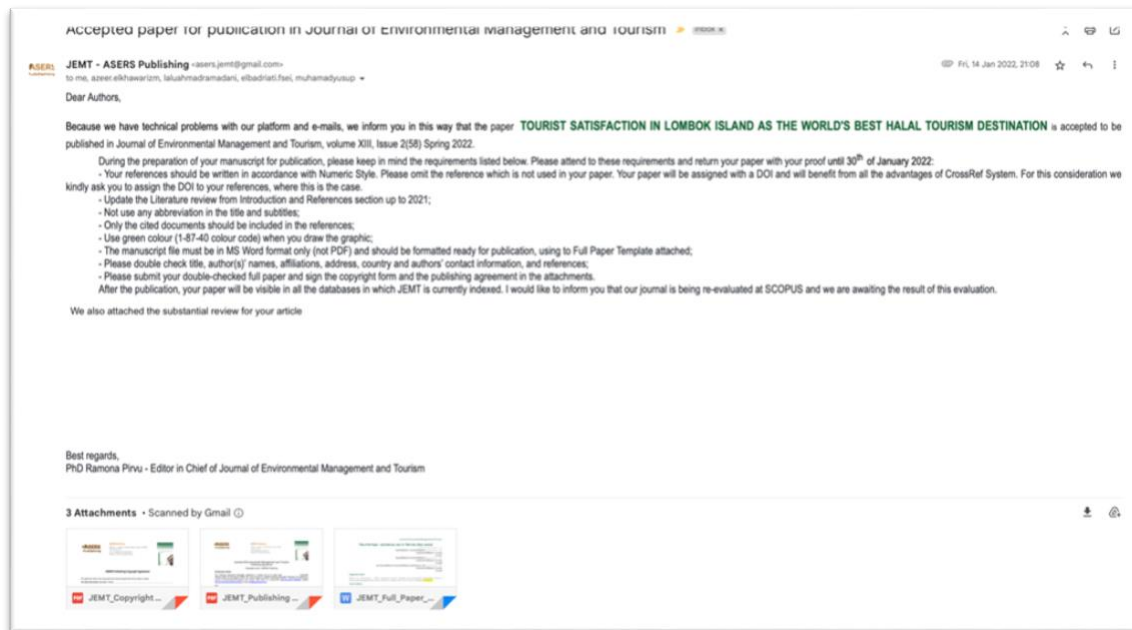 Accepted paper for publication in Journal of Environmental Management and Tourism
Inbox x
ASERS
JEMT - ASERS Publishing <asers.jemt@gmail.com>
Fri, 14 Jan 2022, 21:08
to me, azeer.elkhawarizm, laluahmadramadani, elbadriati.fsei, muhamadyusup
Dear Authors,
Because we have technical problems with our platform and e-mails, we inform you in this way that the paper TOURIST SATISFACTION IN LOMBOK ISLAND AS THE WORLD'S BEST HALAL TOURISM DESTINATION is accepted to be
published in Journal of Environmental Management and Tourism, volume XIII, Issue 2(58) Spring 2022.
During the preparation of your manuscript for publication, please keep in mind the requirements listed below. Please attend to these requirements and return your paper with your proof until 30th of January 2022:
- Your references should be written in accordance with Numeric Style. Please omit the reference which is not used in your paper. Your paper will be assigned with a DOI and will benefit from all the advantages of CrossRef System. For this consideration we
kindly ask you to assign the DOI to your references, where this is the case.
- Update the Literature review from Introduction and References section up to 2021;
- Not use any abbreviation in the title and subtitles;
- Only the cited documents should be included in the references;
- Use green colour (1-87-40 colour code) when you draw the graphic;
- The manuscript file must be in MS Word format only (not PDF) and should be formatted ready for publication, using to Full Paper Template attached;
- Please double check title, author(s)' names, affiliations, address, country and authors' contact information, and references;
- Please submit your double-checked full paper and sign the copyright form and the publishing agreement in the attachments.
After the publication, your paper will be visible in all the databases in which JEMT is currently indexed. I would like to inform you that our journal is being re-evaluated at SCOPUS and we are awaiting the result of this evaluation.
We also attached the substantial review for your article
Best regards,
PhD Ramona Pirvu - Editor in Chief of Journal of Environmental Management and Tourism
3 Attachments • Scanned by Gmail
PDF JEMT_Copyright ...
PDF JEMT_Publishing ...
W JEMT_Full_Paper_...